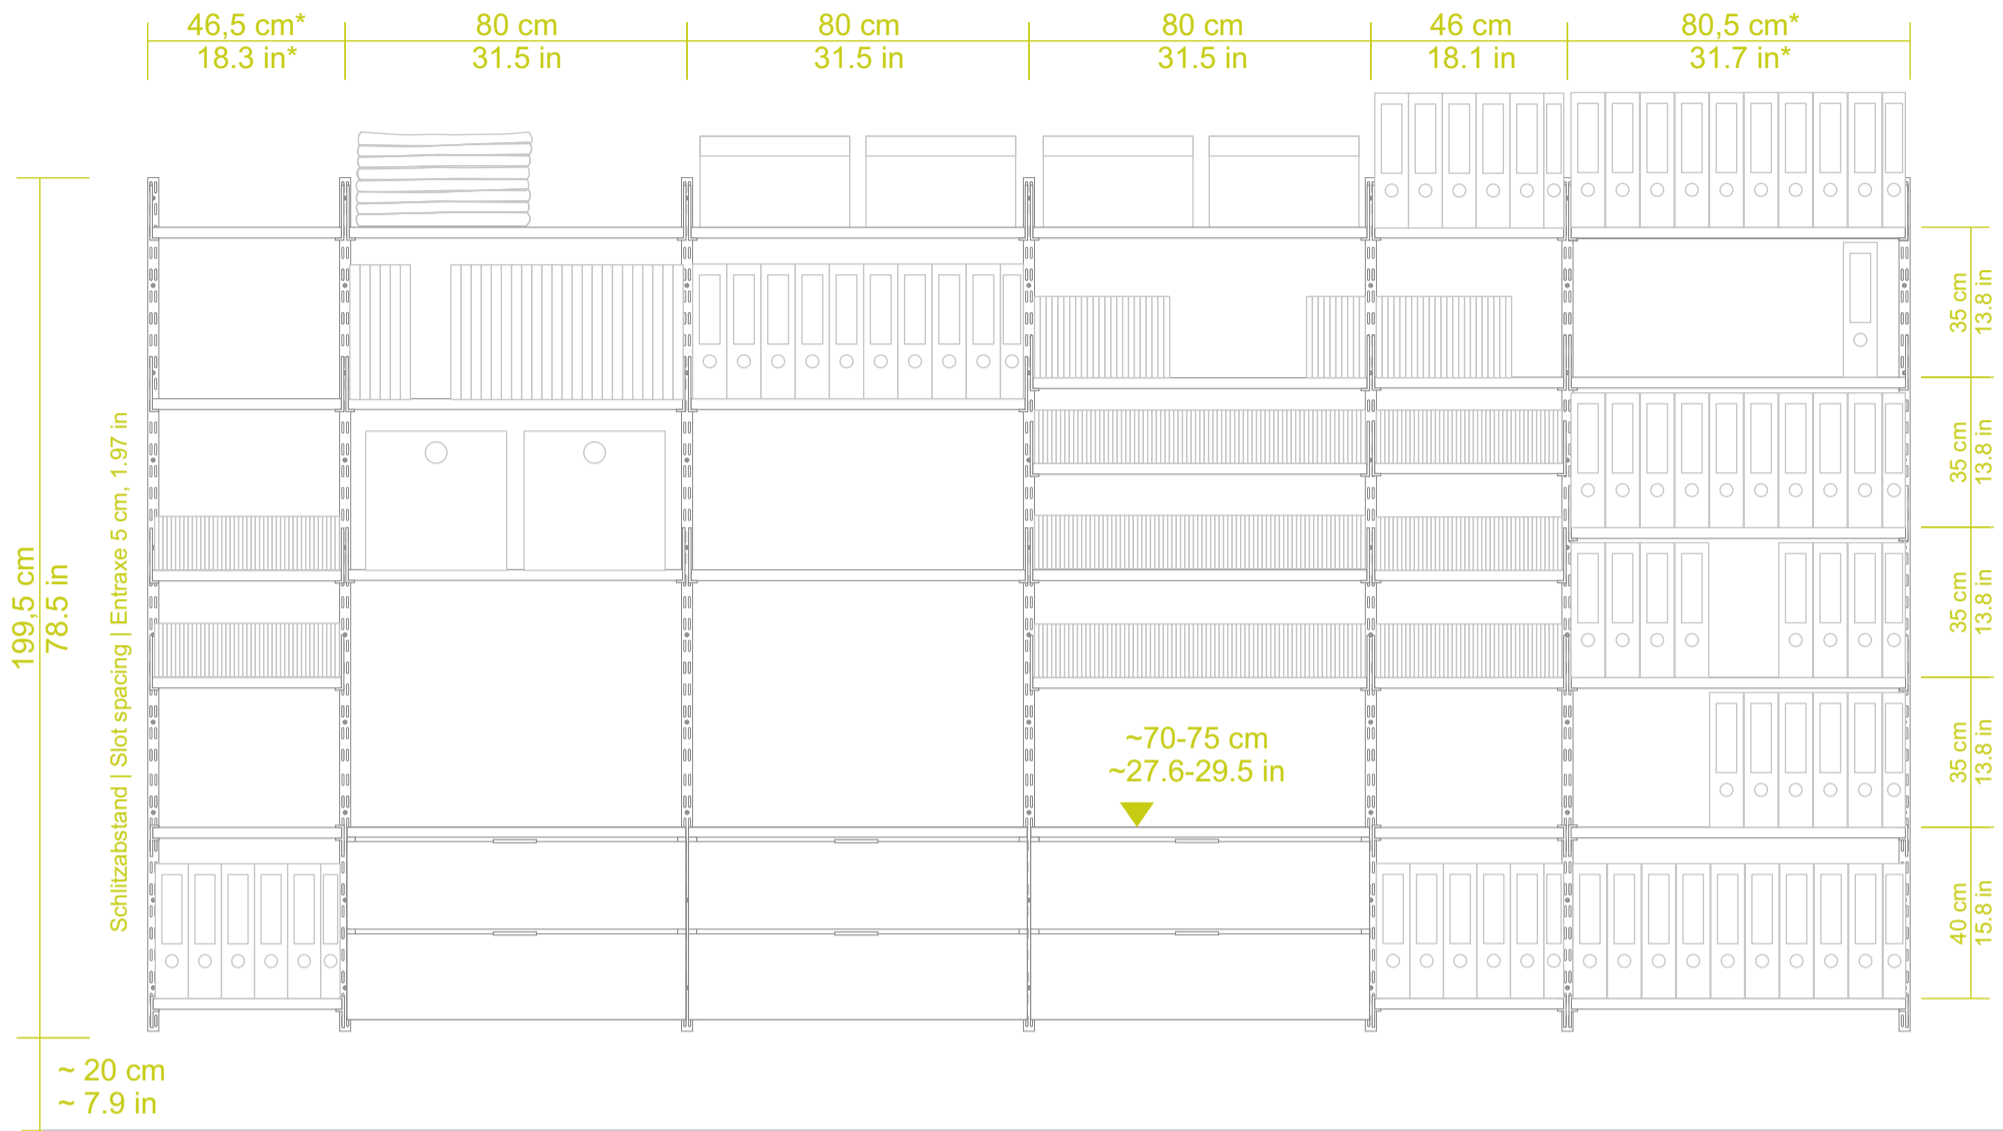 46,5 cm*
18.3 in*
80 cm
31.5 in
80 cm
31.5 in
80 cm
31.5 in
46 cm
18.1 in
80,5 cm*
31.7 in*
199,5 cm
78.5 in
Schlitzabstand | Slot spacing | Entraxe 5 cm, 1.97 in
35 cm
13.8 in
35 cm
13.8 in
35 cm
13.8 in
35 cm
13.8 in
40 cm
15.8 in
~70-75 cm
~27.6-29.5 in
~ 20 cm
~ 7.9 in